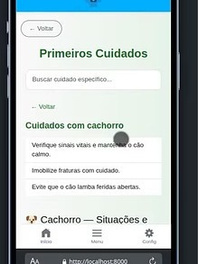 ← Voltar
Primeiros Cuidados
Buscar cuidado específico...
← Voltar
Cuidados com cachorro
Verifique sinais vitais e mantenha o cão
calmo.
Imobilize fraturas com cuidado.
Evite que o cão lamba feridas abertas.
🐶 Cachorro — Situações e
Início
Menu
Config
AA
http://localhost:8000